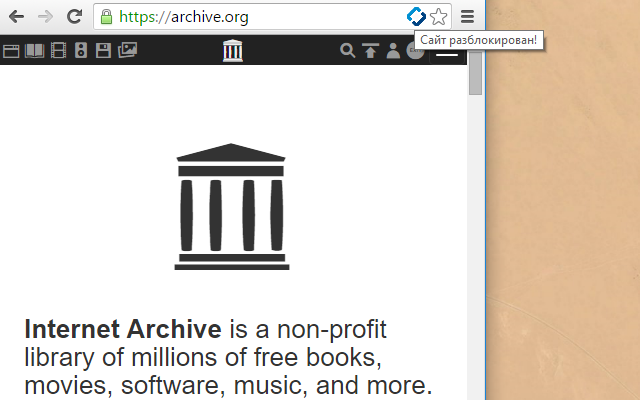 https://archive.org
Сайт разблокирован!
Internet Archive is a non-profit
library of millions of free books,
movies, software, music, and more.